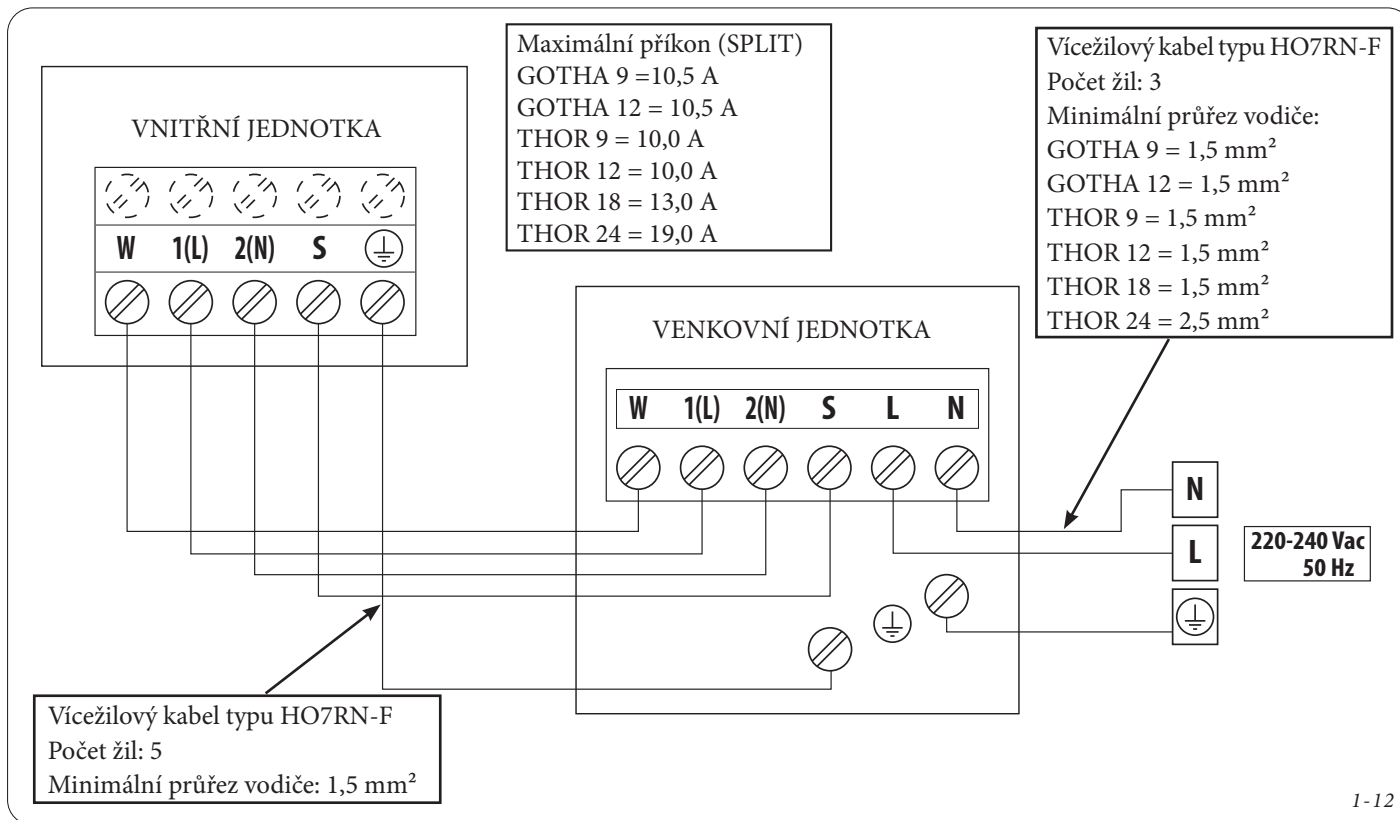 Maximální příkon (SPLIT)
GOTHA 9 =10,5 A
GOTHA 12 = 10,5 A
THOR 9 = 10,0 A
THOR 12 = 10,0 A
THOR 18 = 13,0 A
THOR 24 = 19,0 A
Vícežilový kabel typu HO7RN-F
Počet žil: 3
Minimální průřez vodiče:
GOTHA 9 = 1,5 mm²
GOTHA 12 = 1,5 mm²
THOR 9 = 1,5 mm²
THOR 12 = 1,5 mm²
THOR 18 = 1,5 mm²
THOR 24 = 2,5 mm²
VNITŘNÍ JEDNOTKA
W 1(L) 2(N) S
VENKOVNÍ JEDNOTKA
W 1(L) 2(N) S L N
N
L
220-240 Vac
50 Hz
Vícežilový kabel typu HO7RN-F
Počet žil: 5
Minimální průřez vodiče: 1,5 mm²
1-12